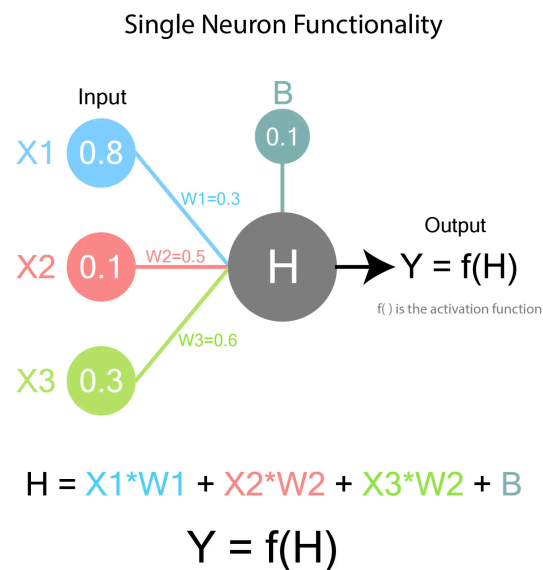 Single Neuron Functionality
Input
B
X1
0.8
0.1
W1=0.3
Output
X2
0.1
W2=0.5
H
Y = f(H)
f( ) is the activation function
W3=0.6
X3
0.3
H = X1*W1 + X2*W2 + X3*W2 + B
Y = f(H)